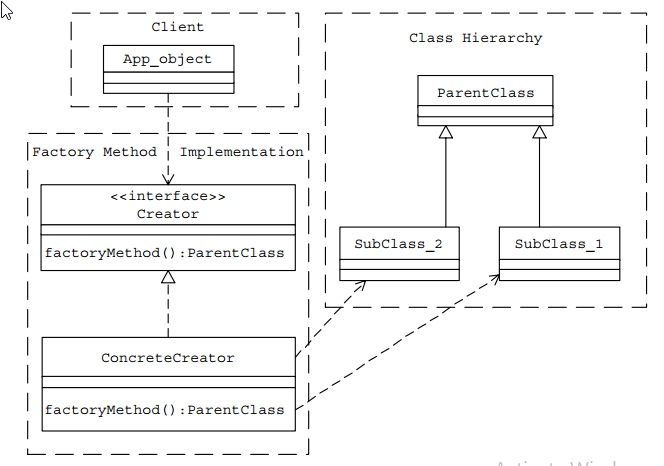 Client
App_object
Class Hierarchy
ParentClass
Factory Method Implementation
<<interface>>
Creator
factoryMethod():ParentClass
SubClass_2
SubClass_1
ConcreteCreator
factoryMethod():ParentClass